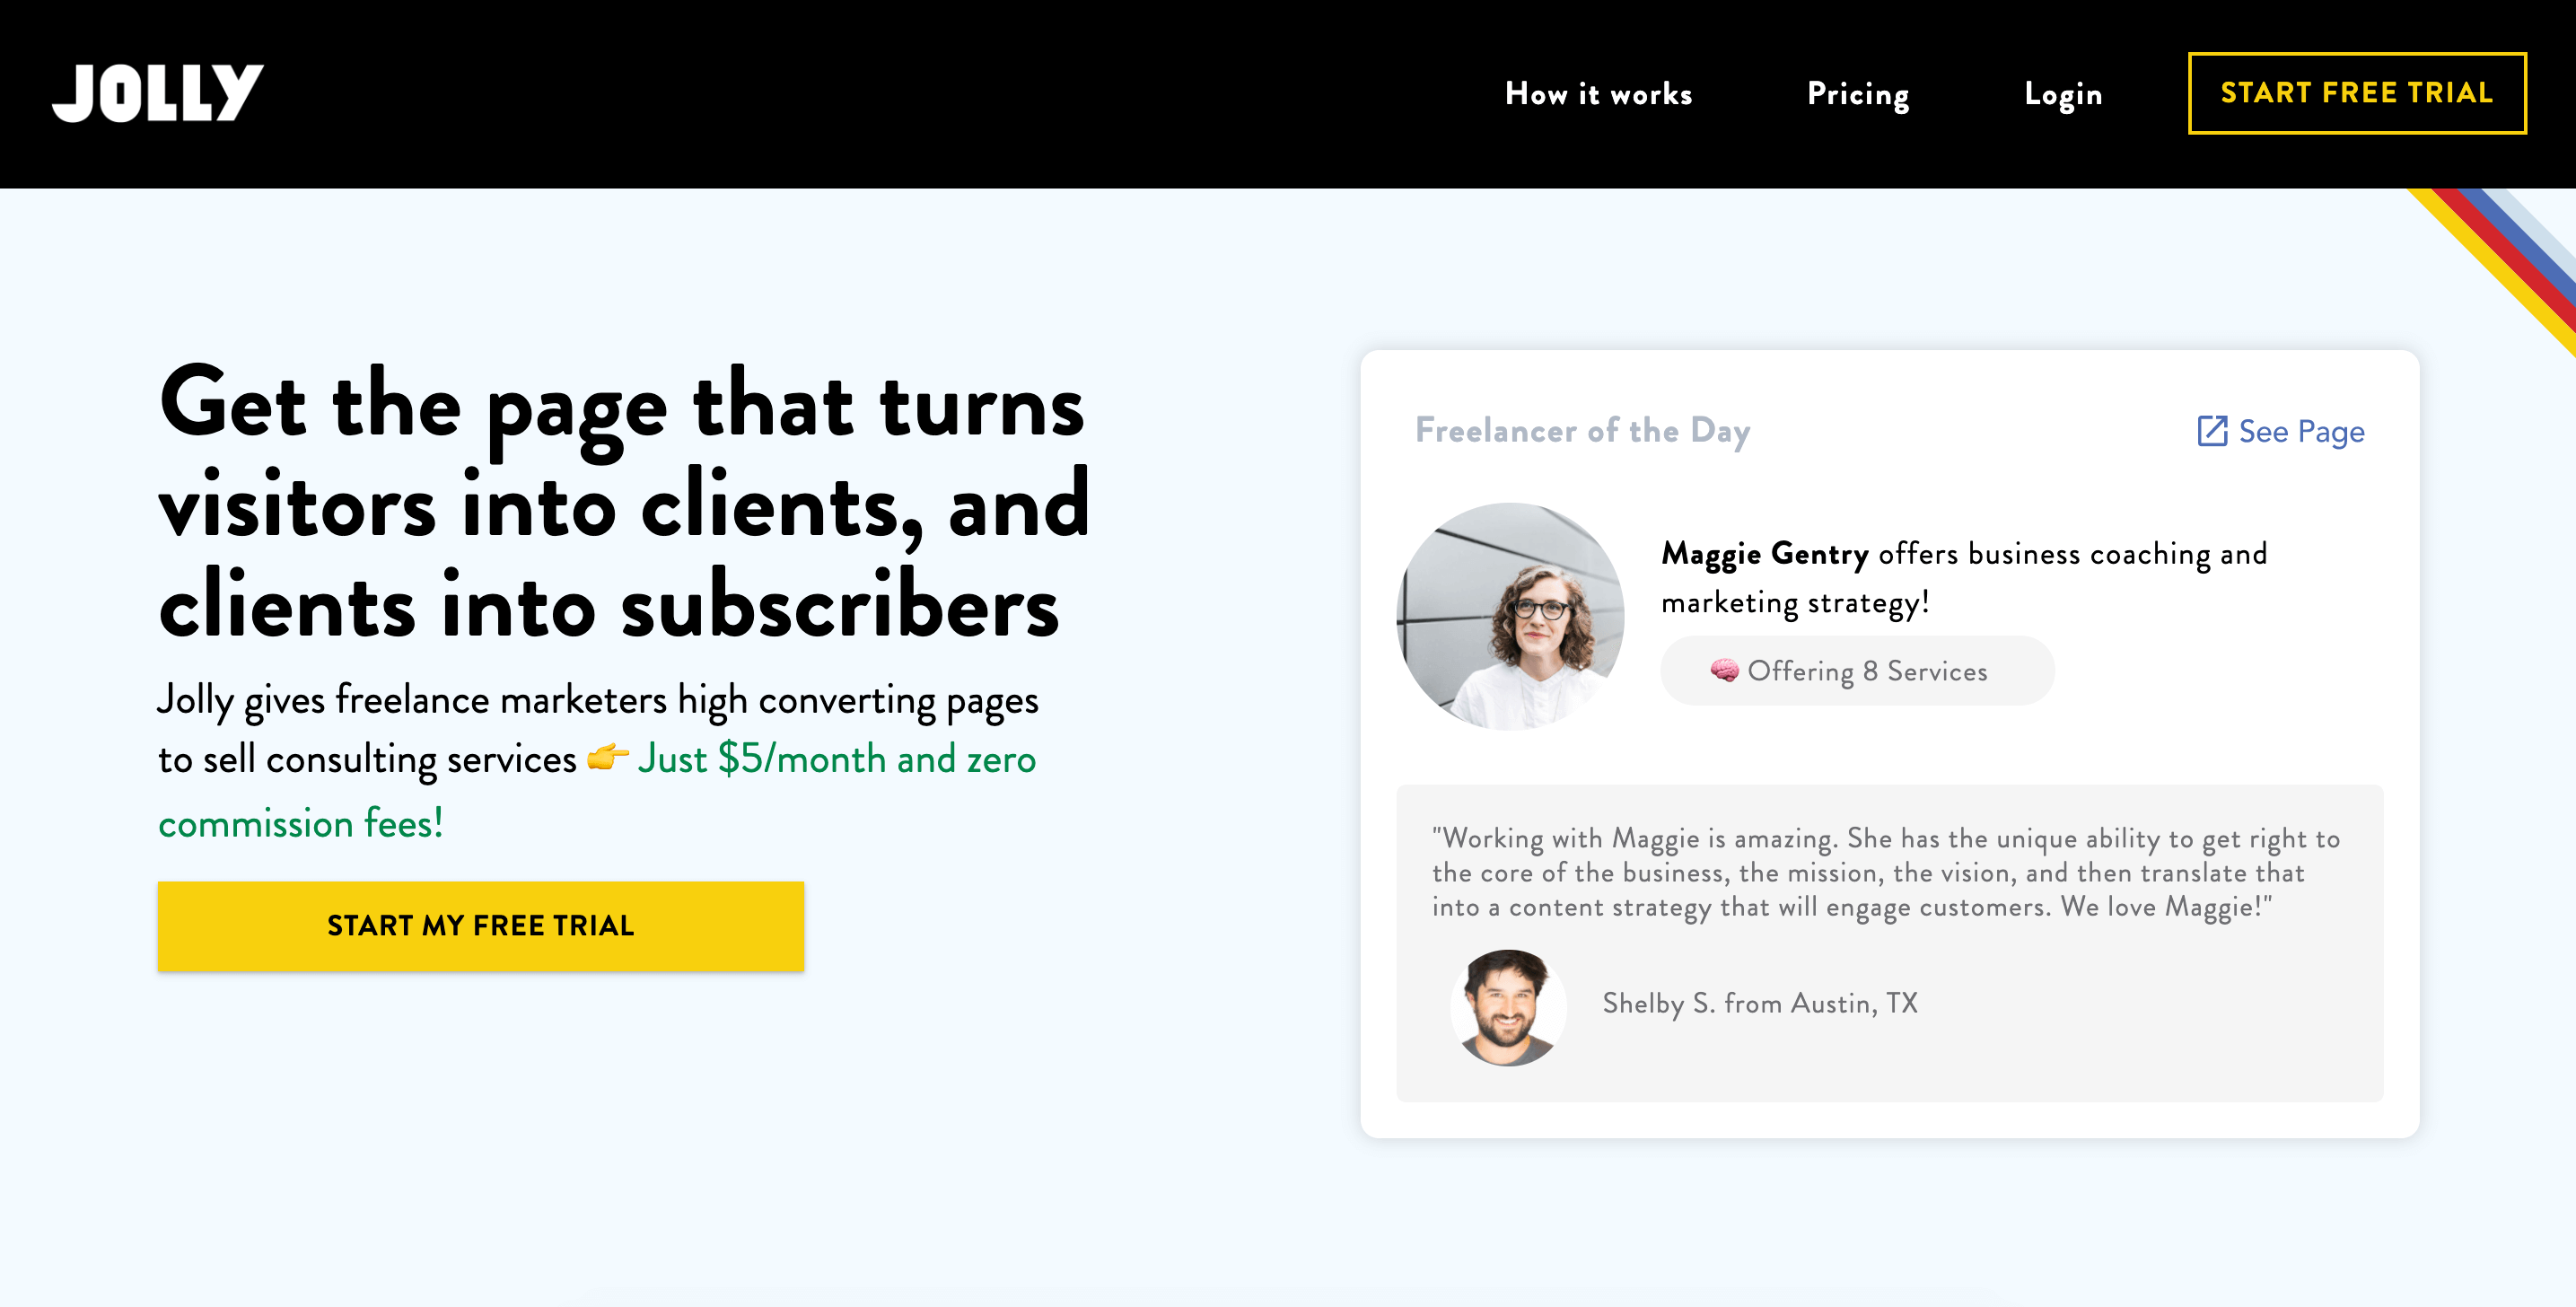 JOLLY
How it works
Pricing
Login
START FREE TRIAL
Get the page that turns
visitors into clients, and
clients into subscribers
Jolly gives freelance marketers high converting pages
to sell consulting services 👉 Just $5/month and zero
commission fees!
START MY FREE TRIAL
Freelancer of the Day
See Page
Maggie Gentry offers business coaching and
marketing strategy!
🧠 Offering 8 Services
"Working with Maggie is amazing. She has the unique ability to get right to
the core of the business, the mission, the vision, and then translate that
into a content strategy that will engage customers. We love Maggie!"
Shelby S. from Austin, TX